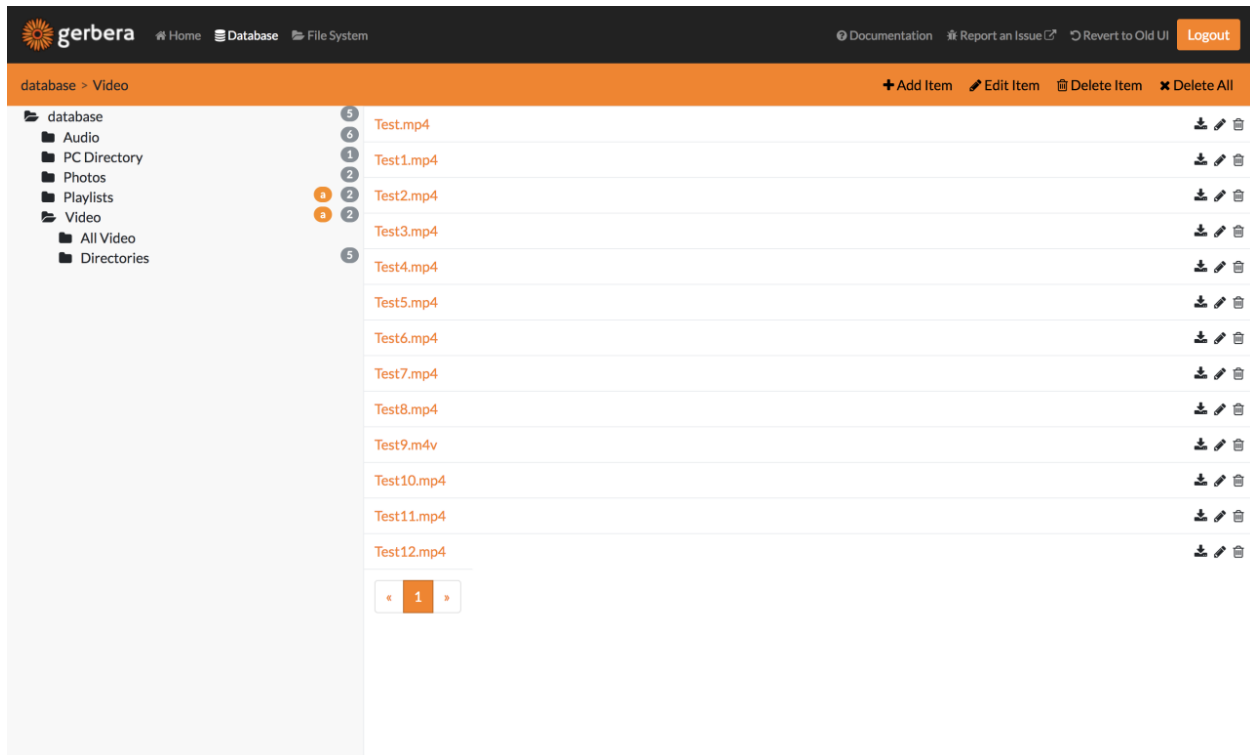 gerbera Home Database File System Documentation Report an Issue Revert to Old UI Logout
database > Video Add Item Edit Item Delete Item Delete All
database 5
Audio 6
PC Directory 1
Photos 2
Playlists a 2
Video a 2
All Video
Directories 5
Test.mp4
Test1.mp4
Test2.mp4
Test3.mp4
Test4.mp4
Test5.mp4
Test6.mp4
Test7.mp4
Test8.mp4
Test9.m4v
Test10.mp4
Test11.mp4
Test12.mp4
« 1 »